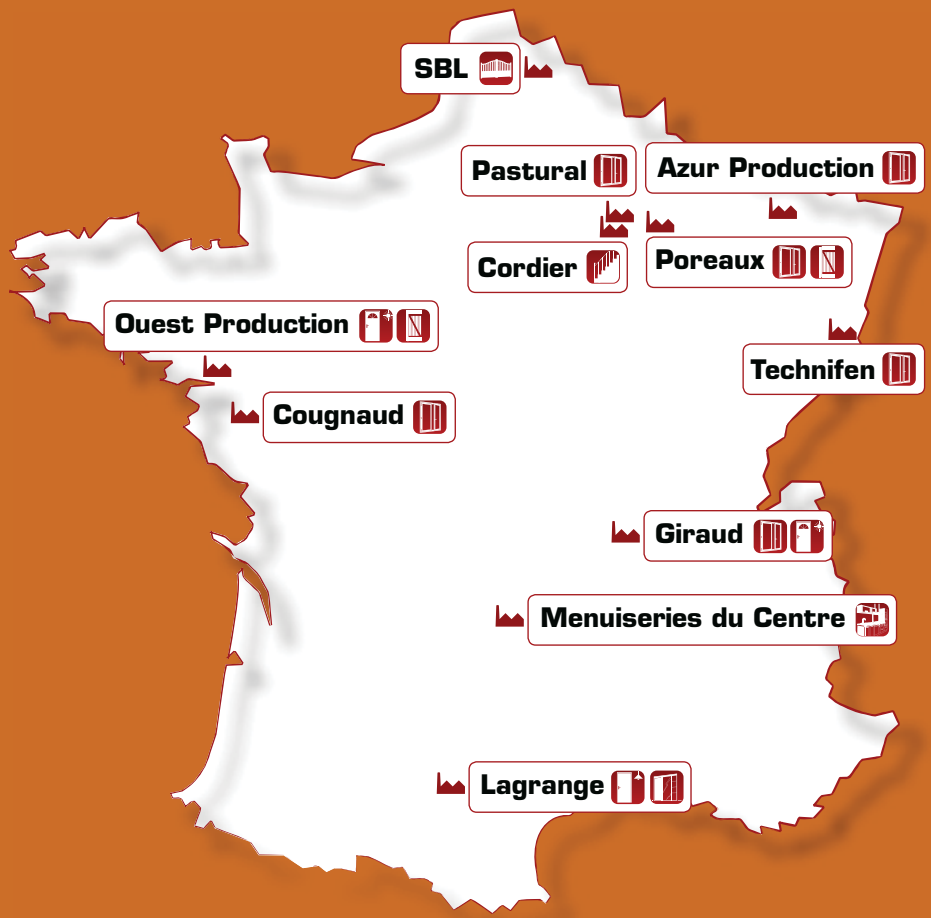 SBL
Pastural
Azur Production
Cordier
Poreaux
Ouest Production
Technifen
Cougnaud
Giraud
Menuiseries du Centre
Lagrange